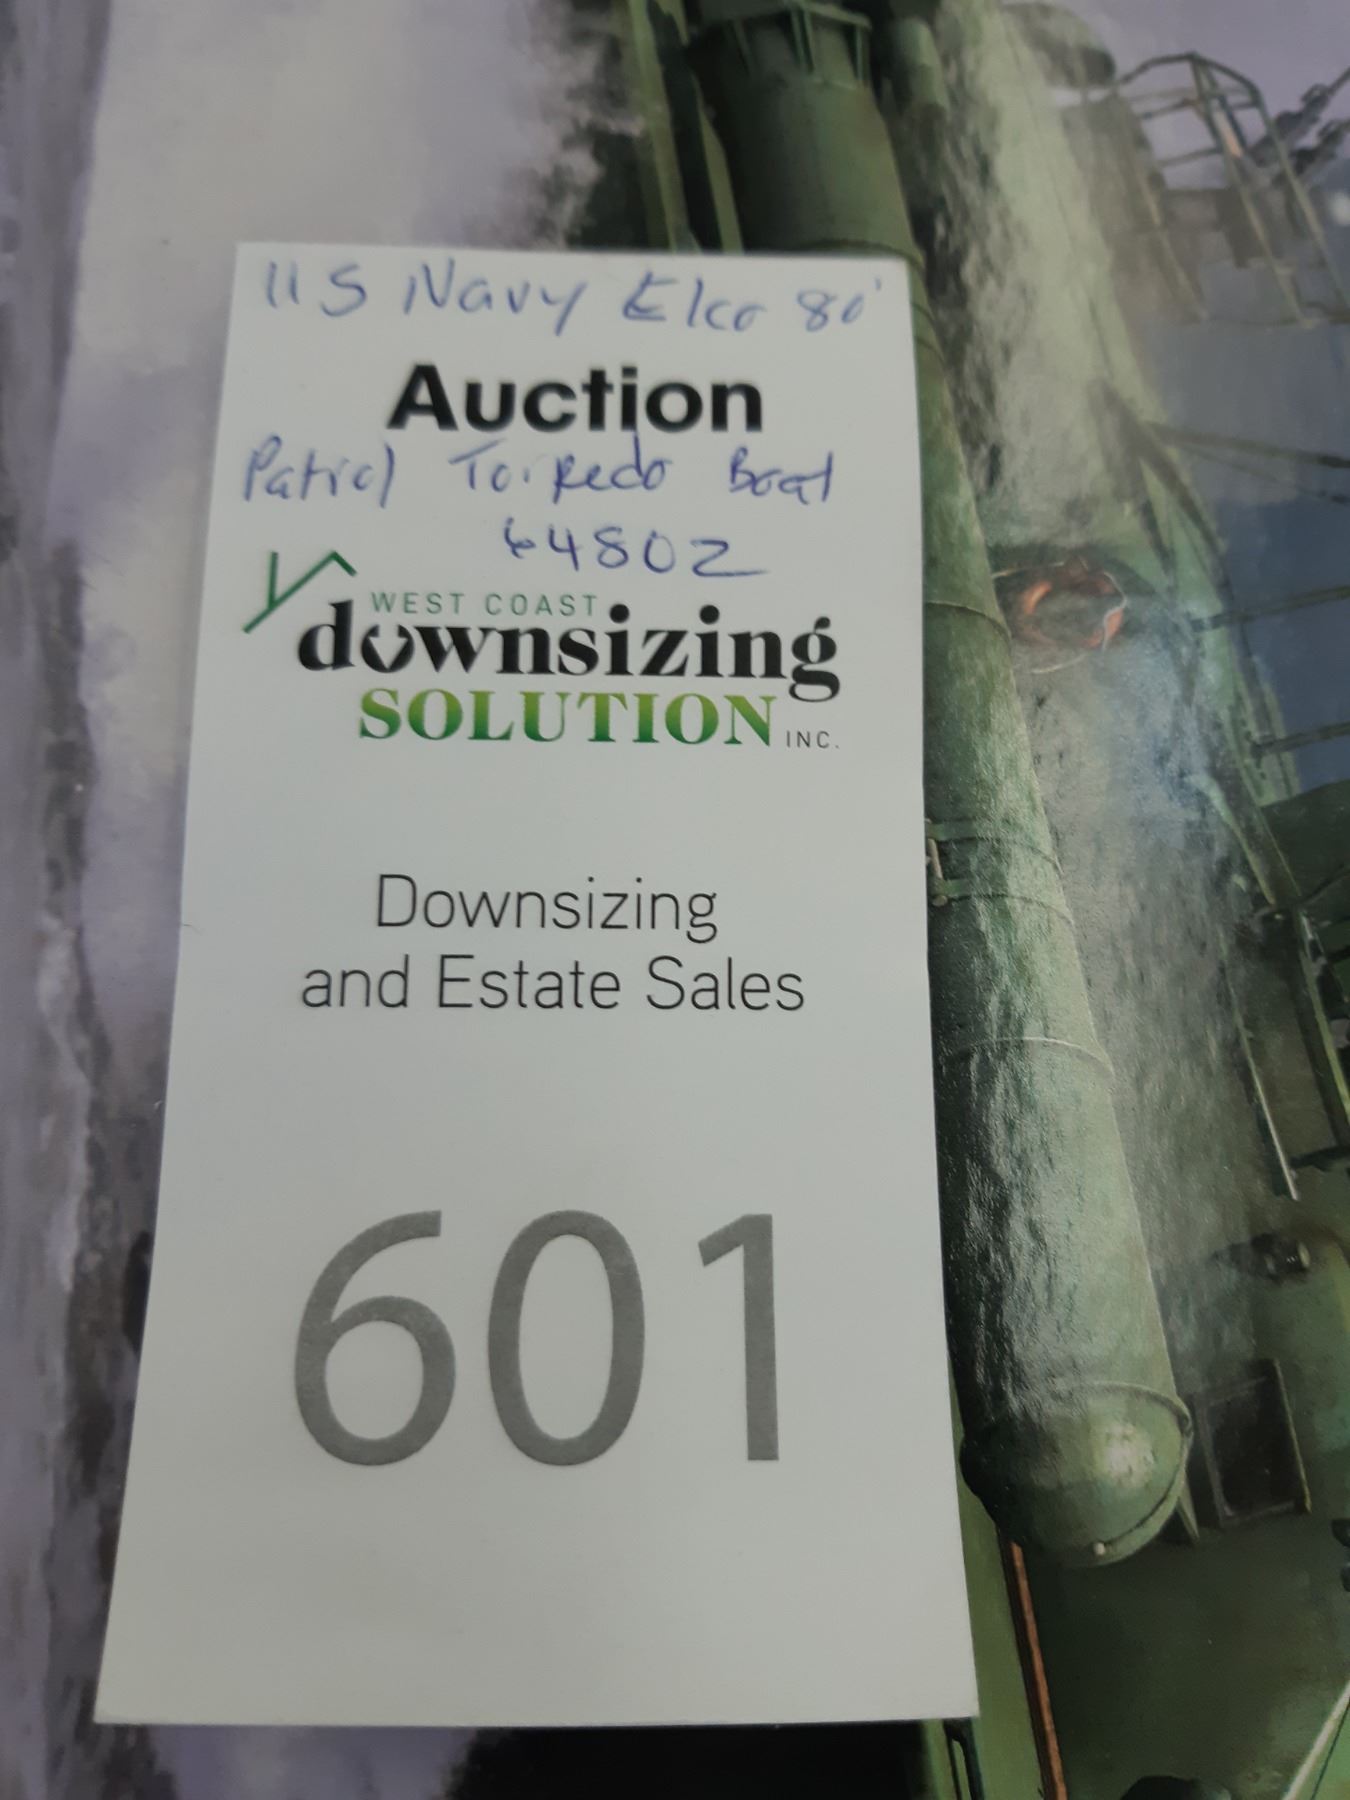 US Navy Elco 80'
Auction
Patrol Torpedo Boat
64802
WEST COAST
downsizing
SOLUTION INC.
Downsizing
and Estate Sales
601